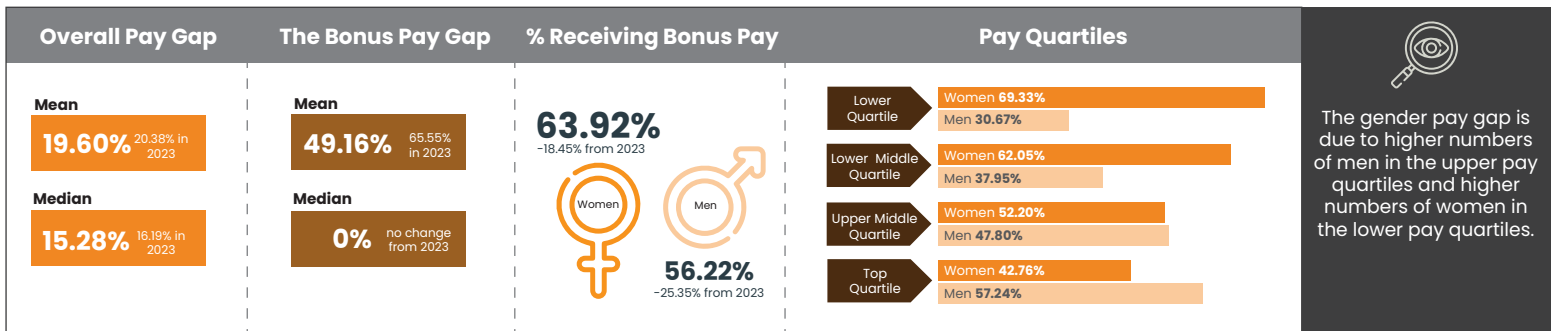 Overall Pay Gap
Mean
19.60% 20.38% in
2023
Median
15.28% 16.19% in
2023
The Bonus Pay Gap
Mean
49.16% 65.55%
in 2023
Median
0% no change
from 2023
% Receiving Bonus Pay
63.92%
-18.45% from 2023
Women
Men
56.22%
-25.35% from 2023
Pay Quartiles
Lower
Quartile
Women 69.33%
Men 30.67%
Lower Middle
Quartile
Women 62.05%
Men 37.95%
Upper Middle
Quartile
Women 52.20%
Men 47.80%
Top
Quartile
Women 42.76%
Men 57.24%
The gender pay gap is
due to higher numbers
of men in the upper pay
quartiles and higher
numbers of women in
the lower pay quartiles.